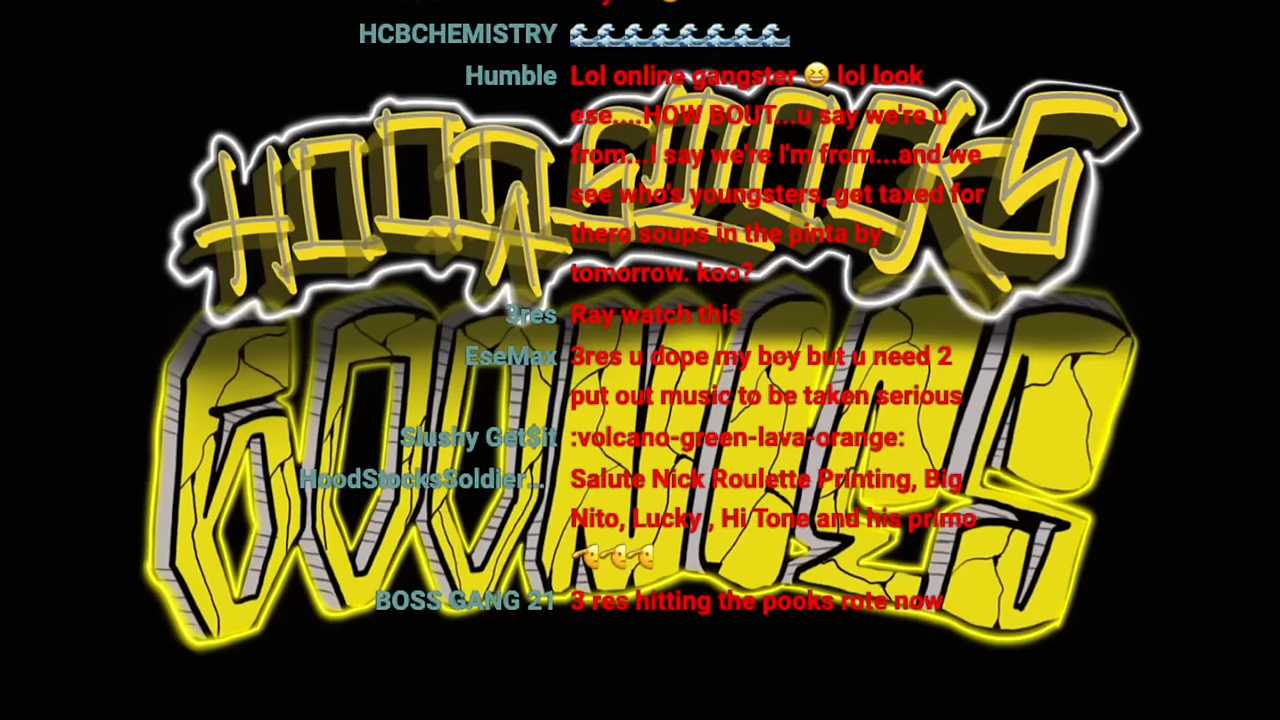 HCBCHEMISTRY 🌊🌊🌊🌊🌊🌊🌊🌊
Humble Lol online gangster 😆 lol look
ese....HOW BOUT...u say we're u
from...I say we're I'm from...and we
see who's youngsters, get taxed for
there soups in the pinta by
tomorrow. koo?
3res Ray watch this
EseMax 3res u dope my boy but u need 2
put out music to be taken serious
Slushy Get$it :volcano-green-lava-orange:
HoodStocksSoldier... Salute Nick Roulette Printing, Big
Nito, Lucky , Hi Tone and his primo
🫡🫡🫡
BOSS GANG 21 3 res hitting the pooks rote now
HOODSTOCKS